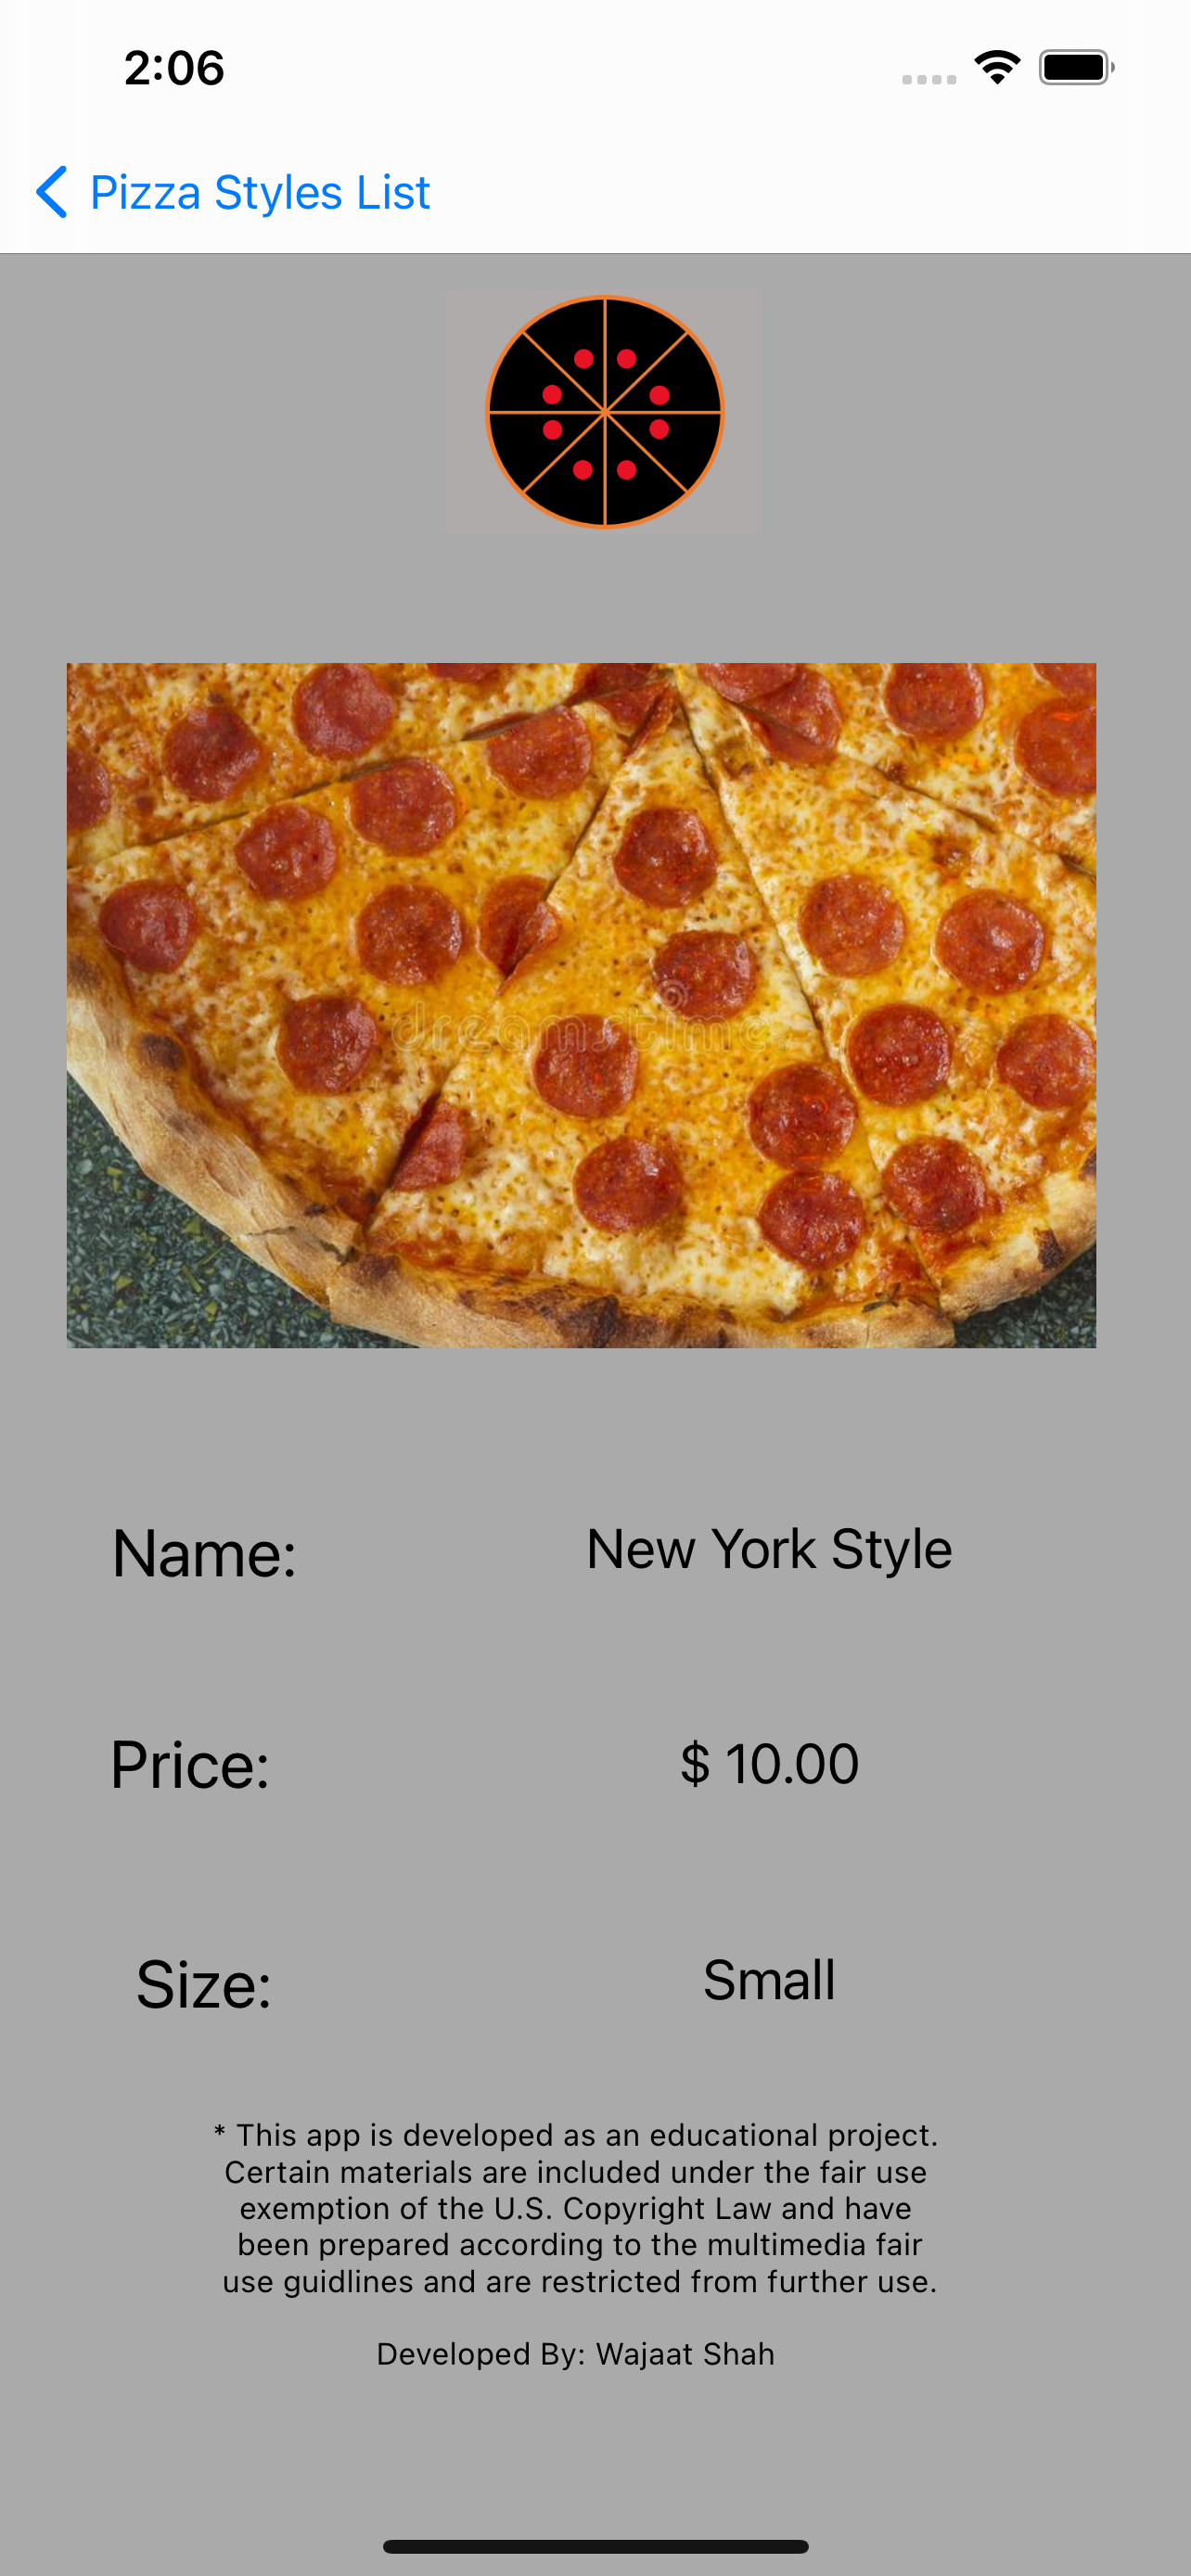 2:06
Pizza Styles List
dreamstime
Name:
New York Style
Price:
$ 10.00
Size:
Small
* This app is developed as an educational project.
Certain materials are included under the fair use
exemption of the U.S. Copyright Law and have
been prepared according to the multimedia fair
use guidlines and are restricted from further use.
Developed By: Wajaat Shah